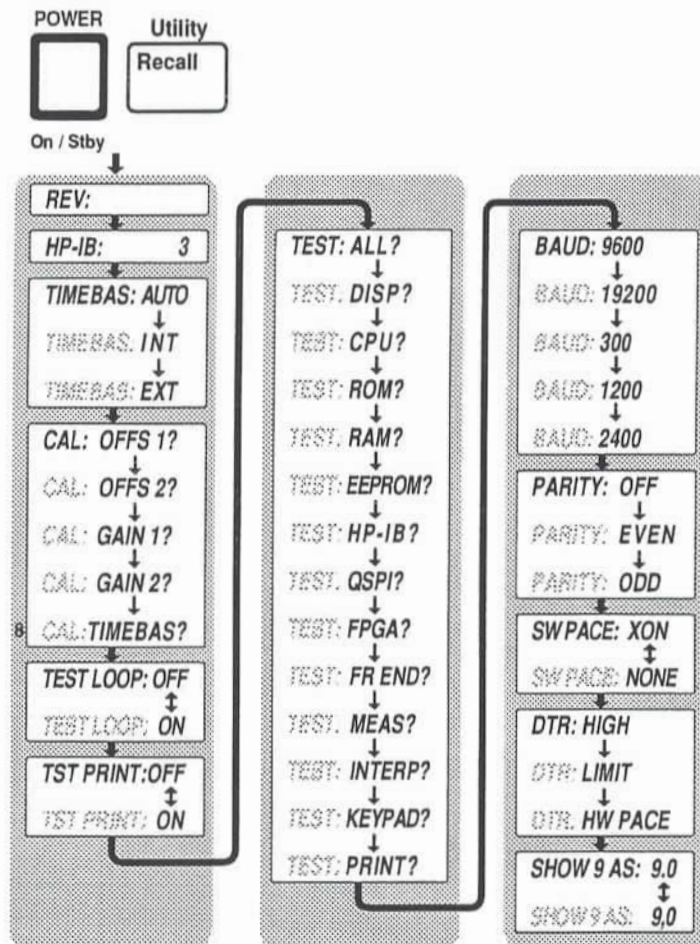 POWER
Utility
Recall
On / Stby
REV:
HP-IB: 3
TIMEBAS: AUTO
TIMEBAS: INT
TIMEBAS: EXT
CAL: OFFS 1?
CAL: OFFS 2?
CAL: GAIN 1?
CAL: GAIN 2?
8 CAL:TIMEBAS?
TEST LOOP: OFF
TEST LOOP: ON
TST PRINT:OFF
TST PRINT: ON
TEST: ALL?
TEST: DISP?
TEST: CPU?
TEST: ROM?
TEST: RAM?
TEST: EEPROM?
TEST: HP-IB?
TEST: QSPI?
TEST: FPGA?
TEST: FR END?
TEST: MEAS?
TEST: INTERP?
TEST: KEYPAD?
TEST: PRINT?
BAUD: 9600
BAUD: 19200
BAUD: 300
BAUD: 1200
BAUD: 2400
PARITY: OFF
PARITY: EVEN
PARITY: ODD
SW PACE: XON
SW PACE: NONE
DTR: HIGH
DTR: LIMIT
DTR: HW PACE
SHOW 9 AS: 9.0
SHOW 9 AS: 9,0